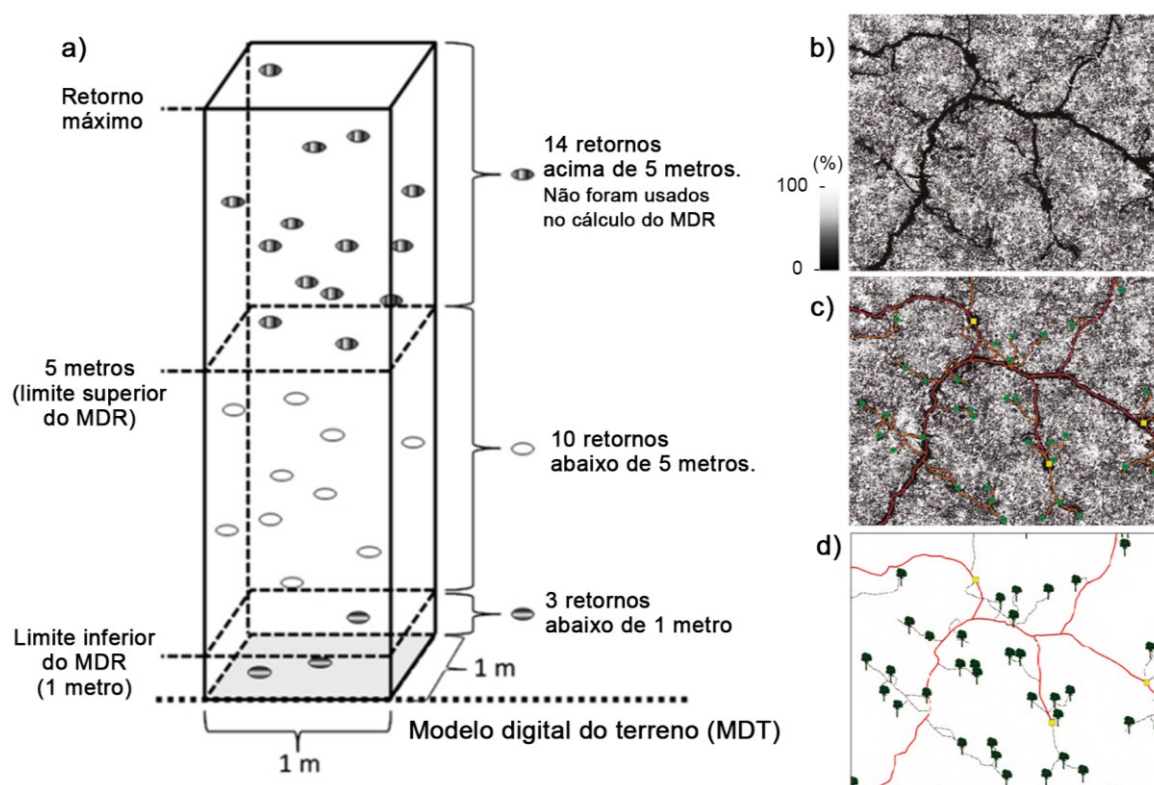 a)
Retorno
máximo
14 retornos
acima de 5 metros.
Não foram usados
no cálculo do MDR
5 metros
(limite superior
do MDR)
10 retornos
abaixo de 5 metros.
3 retornos
abaixo de 1 metro
Limite inferior
do MDR
(1 metro)
1 m
Modelo digital do terreno (MDT)
1 m
b)
(%)
100
0
c)
d)